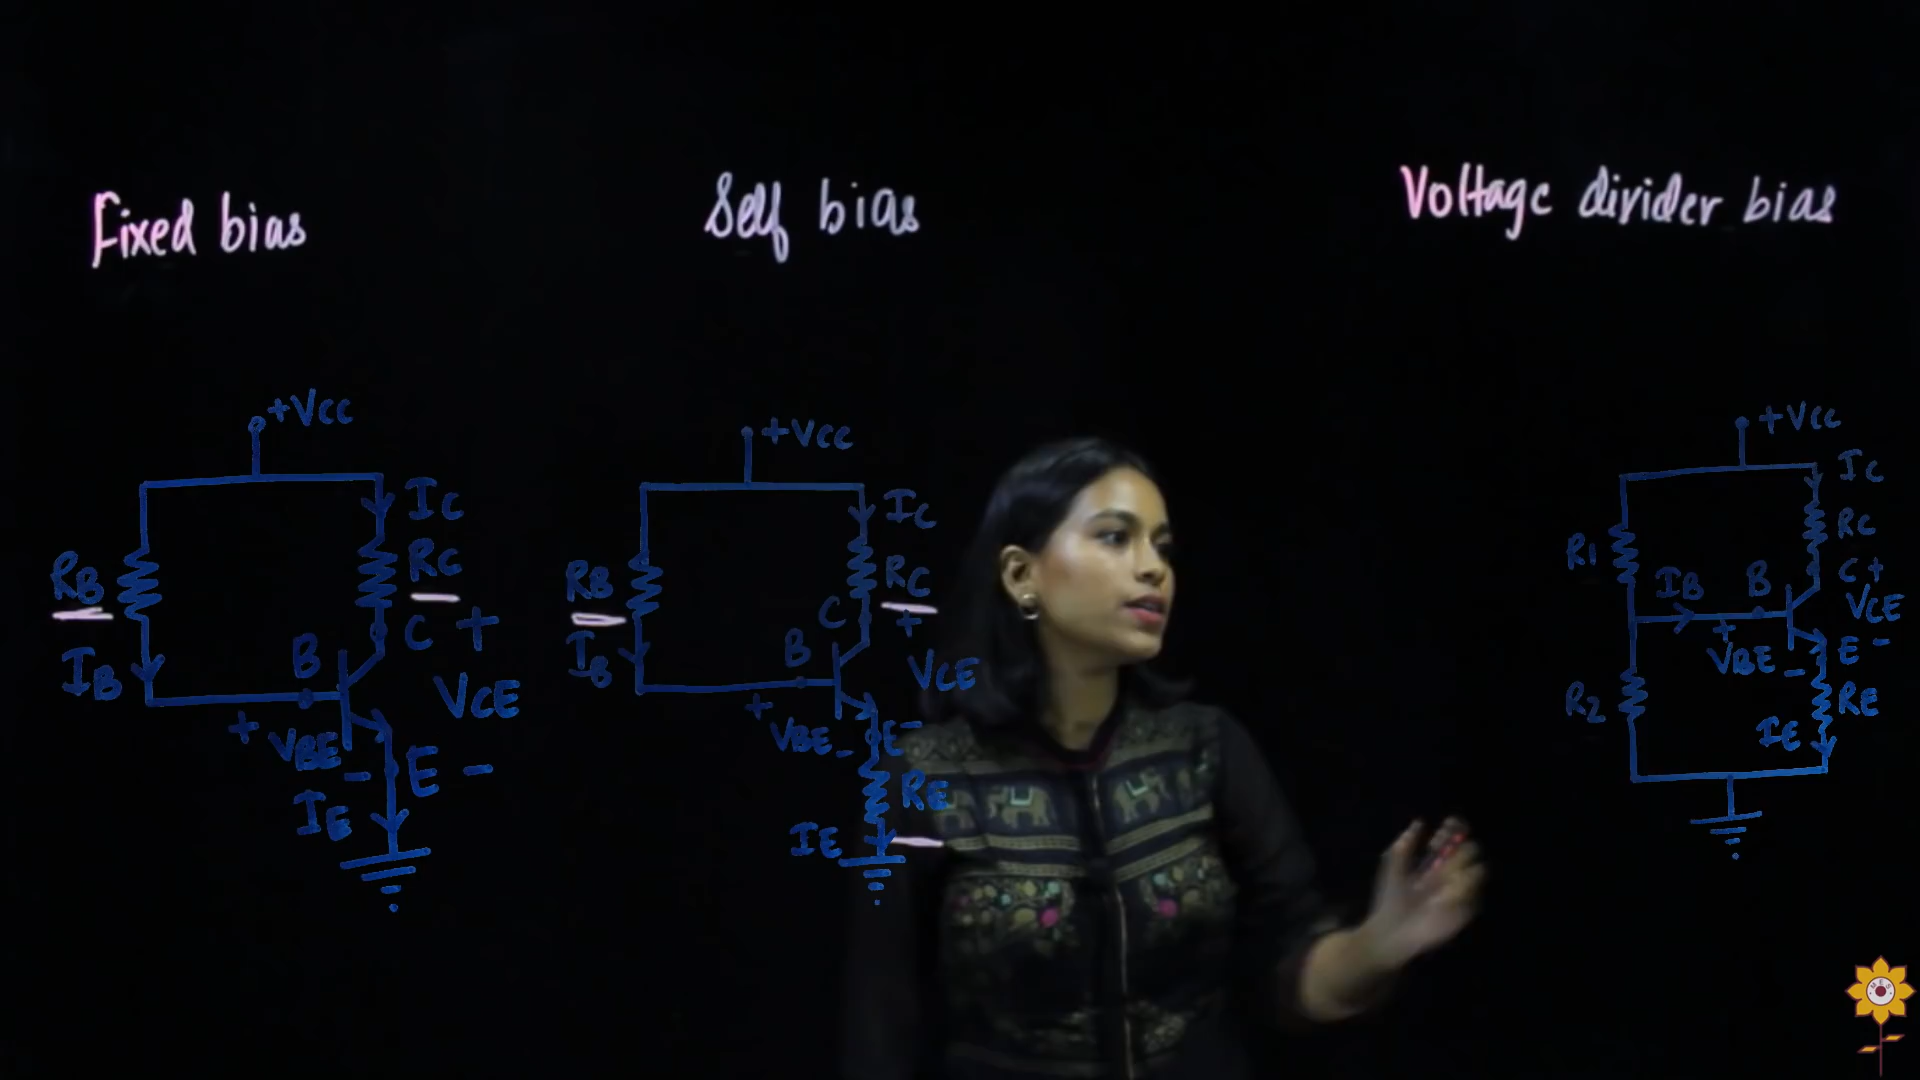 Fixed bias
+VCC
IC
RB
RC
C +
IB
B
VCE
+
VBE
-
E -
IE
Self bias
+VCC
IC
RB
RC
C
+
IB
B
VCE
+
VBE
-
E -
RE
IE
Voltage divider bias
+VCC
IC
RC
R1
IB
B
C +
VCE
+
VBE
-
E -
R2
RE
IE
MES